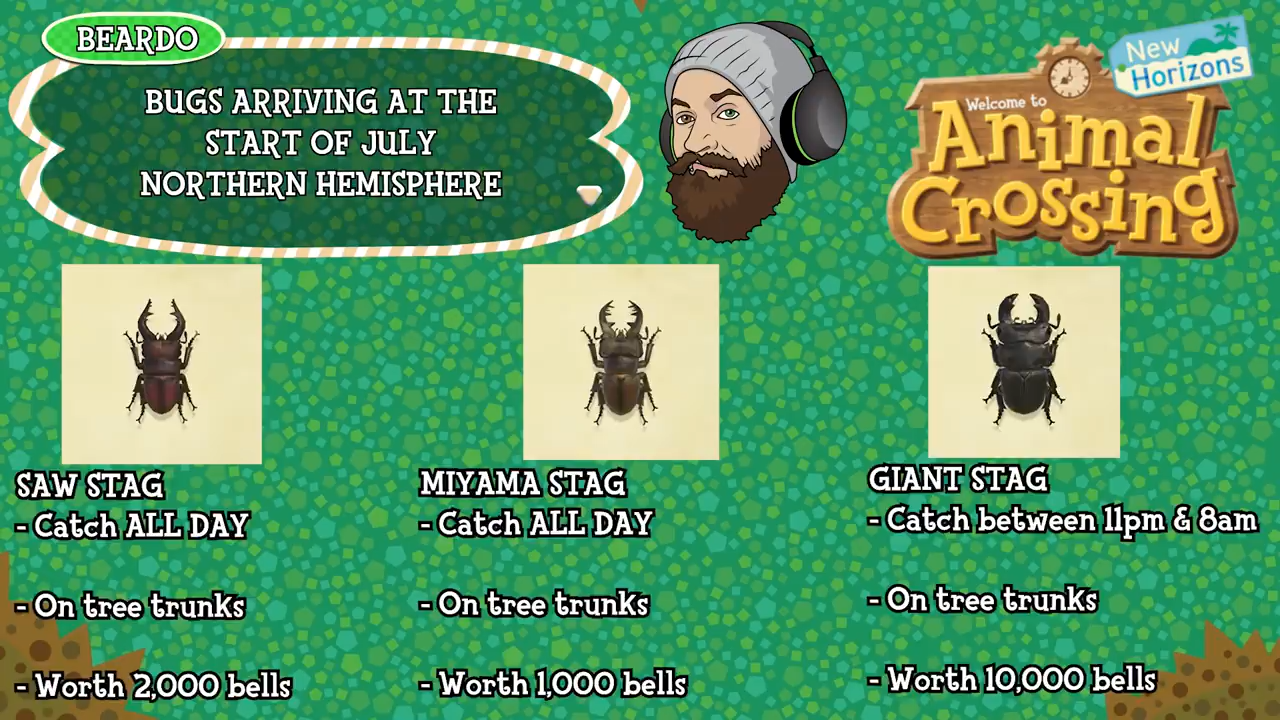 BEARDO
BUGS ARRIVING AT THE
START OF JULY
NORTHERN HEMISPHERE
New
Horizons
Welcome to
Animal
Crossing
SAW STAG
- Catch ALL DAY
- On tree trunks
- Worth 2,000 bells
MIYAMA STAG
- Catch ALL DAY
- On tree trunks
- Worth 1,000 bells
GIANT STAG
- Catch between 11pm & 8am
- On tree trunks
- Worth 10,000 bells